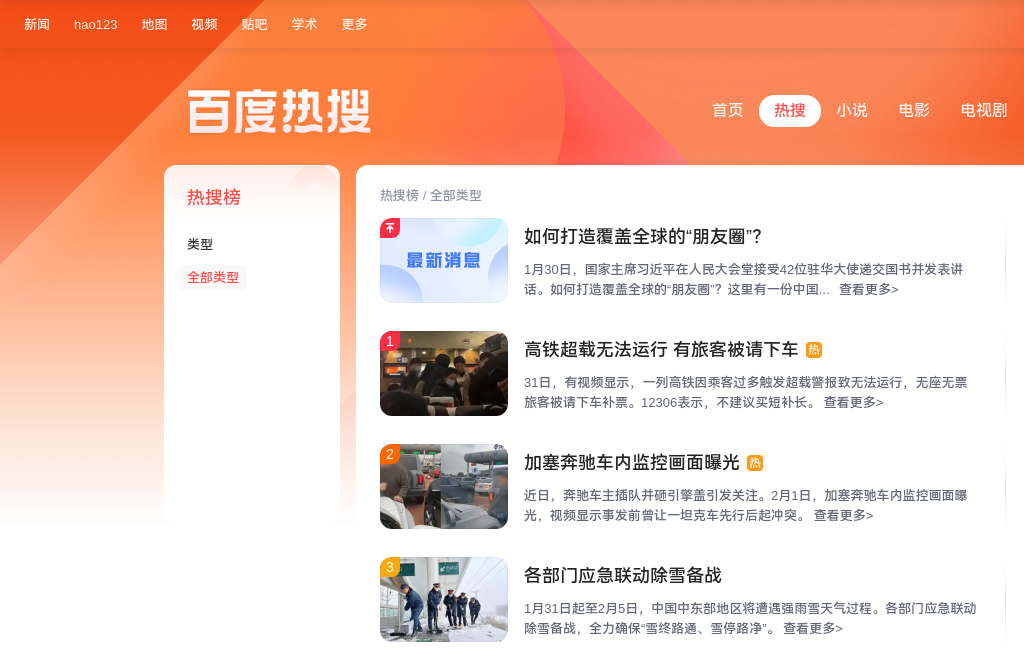 新闻 hao123 地图 视频 贴吧 学术 更多
百度热搜
首页 热搜 小说 电影 电视剧
热搜榜
类型
全部类型
热搜榜 / 全部类型
最新消息
如何打造覆盖全球的“朋友圈”？
1月30日，国家主席习近平在人民大会堂接受42位驻华大使递交国书并发表讲
话。如何打造覆盖全球的“朋友圈”？这里有一份中国... 查看更多>
1
高铁超载无法运行 有旅客被请下车 热
31日，有视频显示，一列高铁因乘客过多触发超载警报致无法运行，无座无票
旅客被请下车补票。12306表示，不建议买短补长。 查看更多>
2
加塞奔驰车内监控画面曝光 热
近日，奔驰车主插队并砸引擎盖引发关注。2月1日，加塞奔驰车内监控画面曝
光，视频显示事发前曾让一坦克车先行后起冲突。 查看更多>
3
各部门应急联动除雪备战
1月31日起至2月5日，中国中东部地区将遭遇强雨雪天气过程。各部门应急联动
除雪备战，全力确保“雪终路通、雪停路净”。 查看更多>